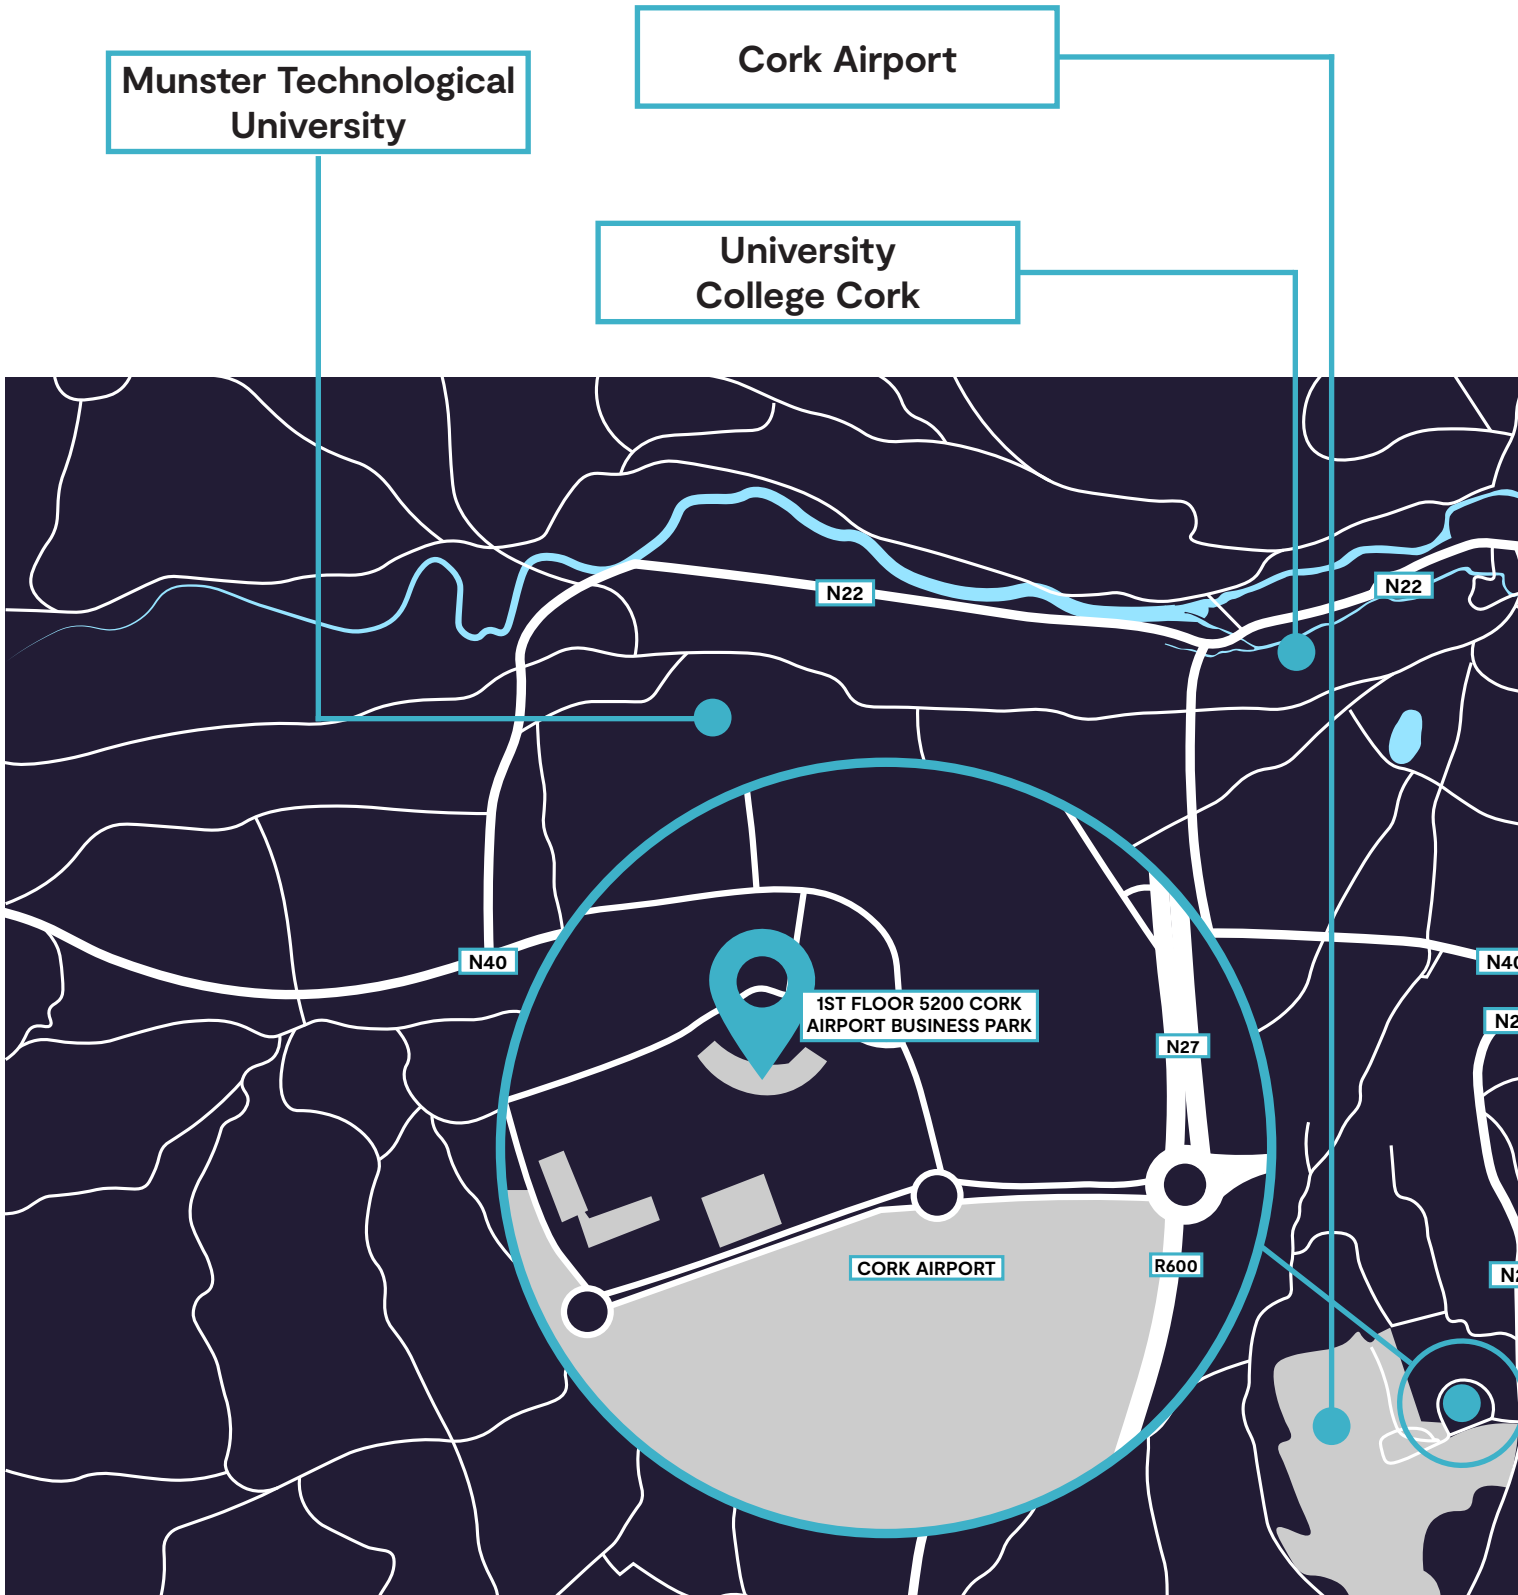 Cork Airport
Munster Technological
University
University
College Cork
N22
N22
N40
N40
1ST FLOOR 5200 CORK
AIRPORT BUSINESS PARK
N27
CORK AIRPORT
R600